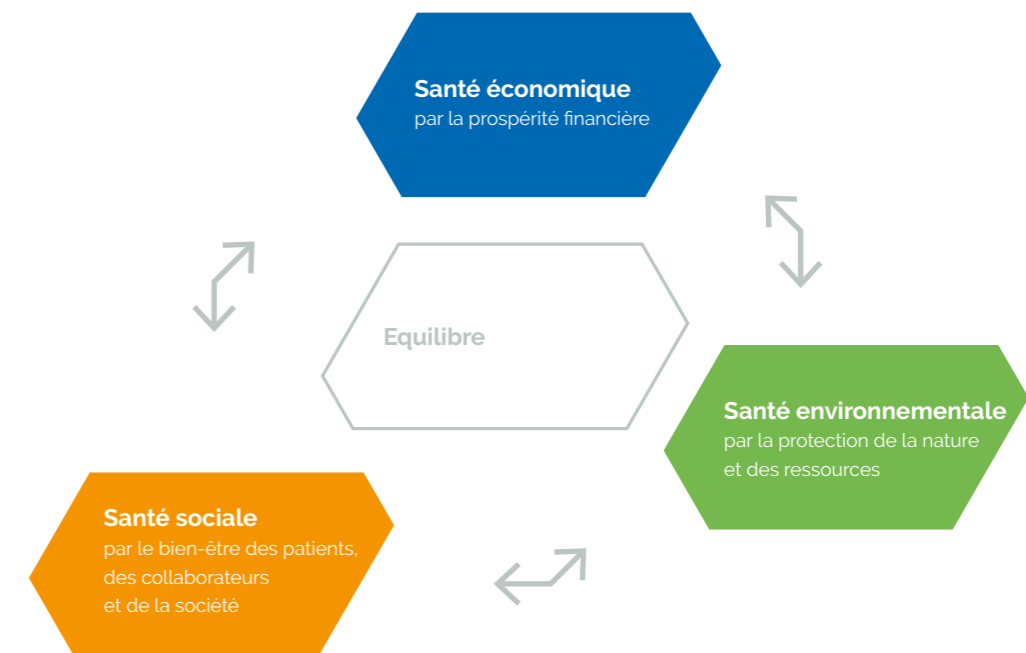 Santé économique
par la prospérité financière
Equilibre
Santé environnementale
par la protection de la nature
et des ressources
Santé sociale
par le bien-être des patients,
des collaborateurs
et de la société